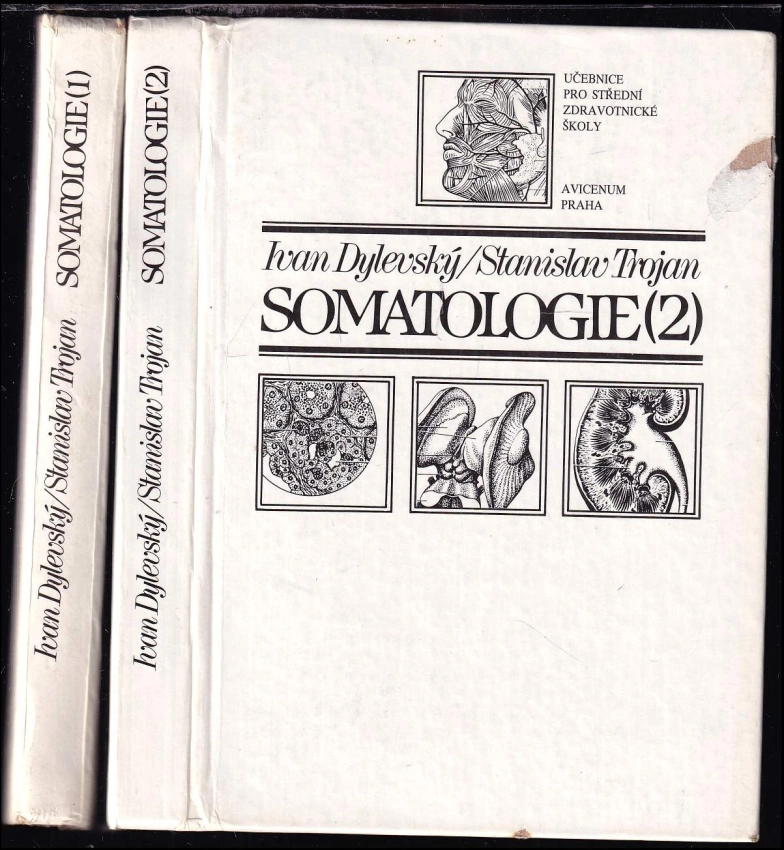 Ivan Dylevský/Stanislav Trojan SOMATOLOGIE(1)
Ivan Dylevský/Stanislav Trojan SOMATOLOGIE(2)
UČEBNICE
PRO STŘEDNÍ
ZDRAVOTNICKÉ
ŠKOLY
AVICENUM
PRAHA
Ivan Dylevský/Stanislav Trojan
SOMATOLOGIE(2)